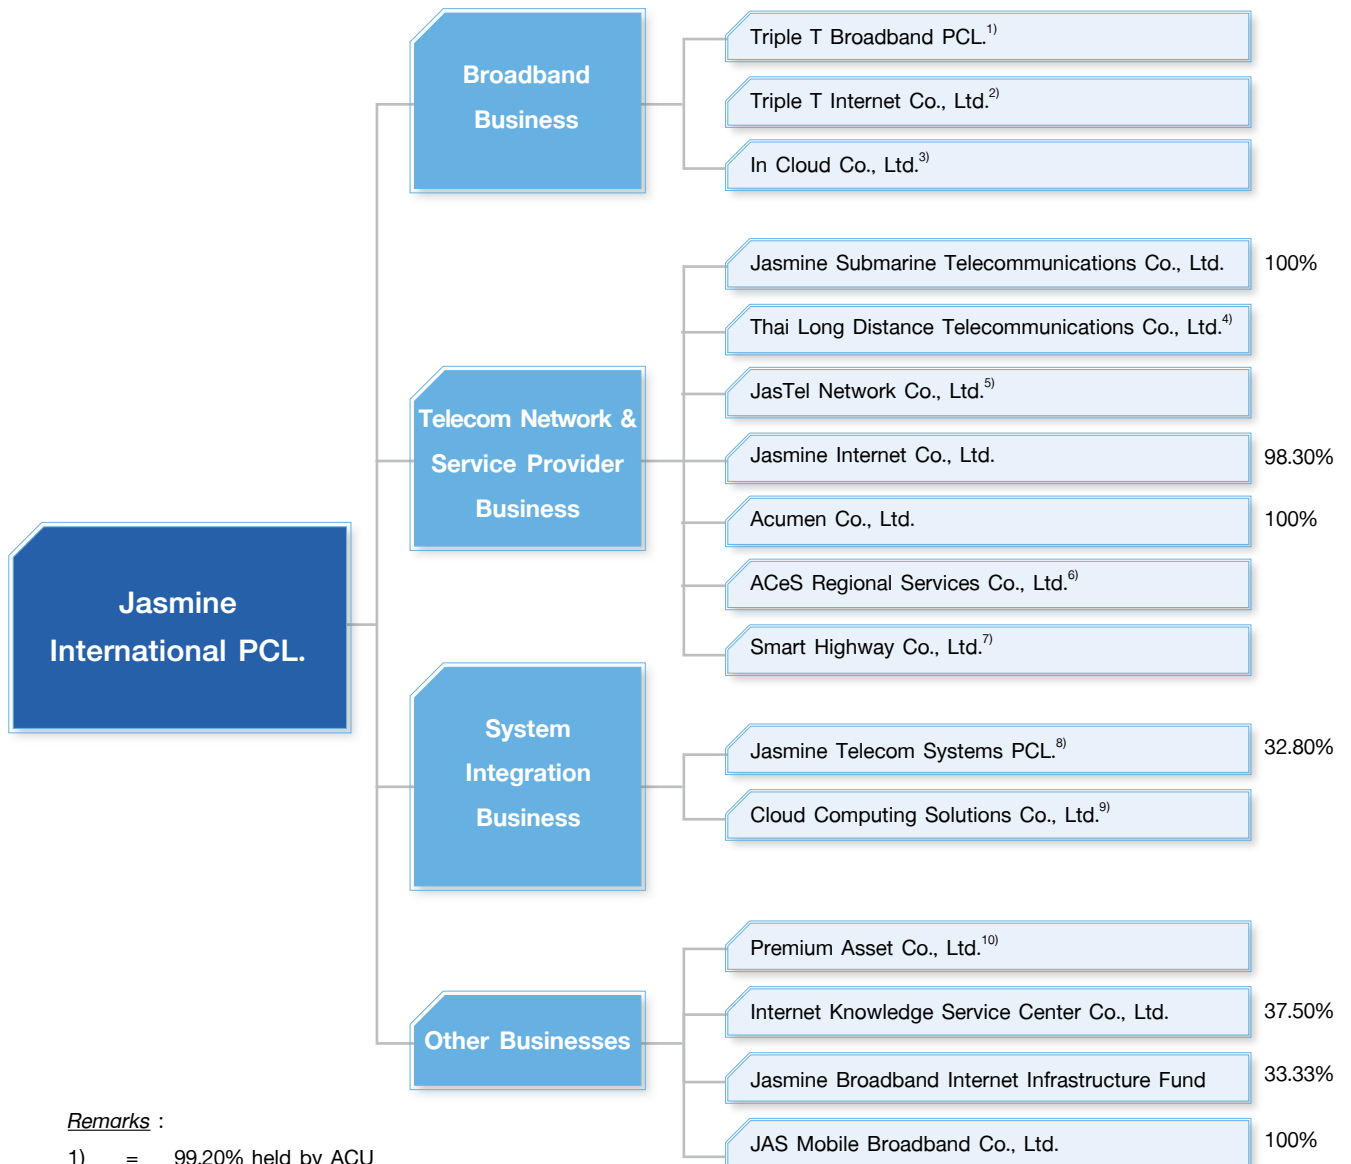 Jasmine
International PCL.
Broadband
Business
Triple T Broadband PCL.1)
Triple T Internet Co., Ltd.2)
In Cloud Co., Ltd.3)
Telecom Network &
Service Provider
Business
Jasmine Submarine Telecommunications Co., Ltd. 100%
Thai Long Distance Telecommunications Co., Ltd.4)
JasTel Network Co., Ltd.5)
Jasmine Internet Co., Ltd. 98.30%
Acumen Co., Ltd. 100%
ACeS Regional Services Co., Ltd.6)
Smart Highway Co., Ltd.7)
System
Integration
Business
Jasmine Telecom Systems PCL.8) 32.80%
Cloud Computing Solutions Co., Ltd.9)
Other Businesses
Premium Asset Co., Ltd.10)
Internet Knowledge Service Center Co., Ltd. 37.50%
Jasmine Broadband Internet Infrastructure Fund 33.33%
JAS Mobile Broadband Co., Ltd. 100%
Remarks :
1) = 99.20% held by ACU